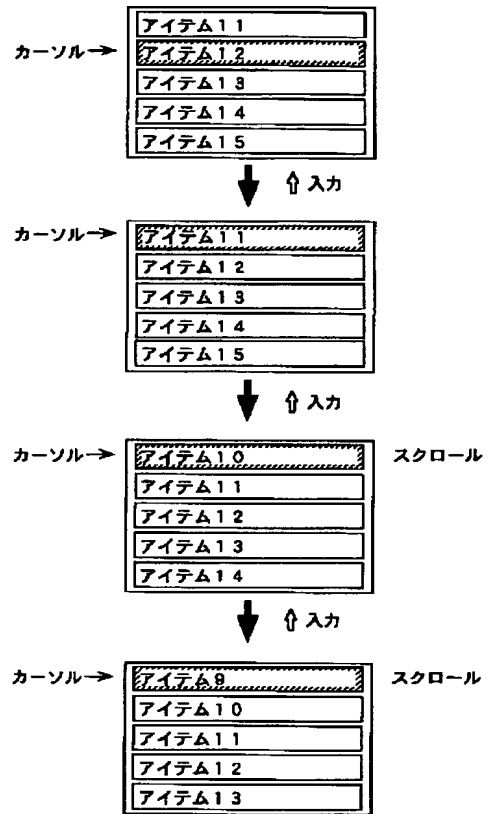 アイテム11
カーソル→ アイテム12
アイテム13
アイテム14
アイテム15
⇧ 入力
カーソル→ アイテム11
アイテム12
アイテム13
アイテム14
アイテム15
⇧ 入力
カーソル→ アイテム10 スクロール
アイテム11
アイテム12
アイテム13
アイテム14
⇧ 入力
カーソル→ アイテム9 スクロール
アイテム10
アイテム11
アイテム12
アイテム13